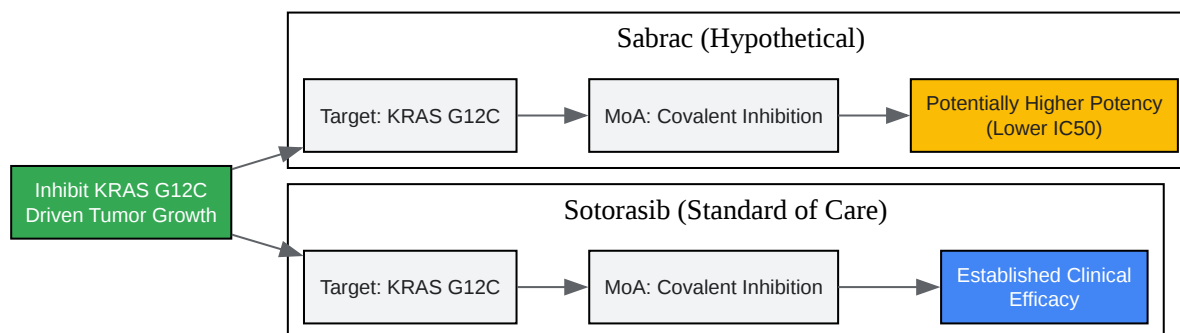 Sabrac (Hypothetical)
Target: KRAS G12C
MoA: Covalent Inhibition
Potentially Higher Potency
(Lower IC50)
Inhibit KRAS G12C
Driven Tumor Growth
Sotorasib (Standard of Care)
Target: KRAS G12C
MoA: Covalent Inhibition
Established Clinical
Efficacy